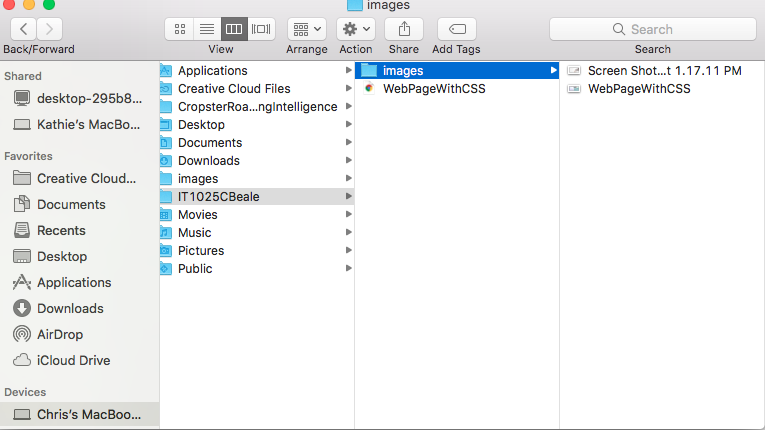 images
Back/Forward
View
Arrange
Action
Share
Add Tags
Search
Search
Shared
desktop-295b8...
Kathie's MacBo...
Favorites
Creative Cloud...
Documents
Recents
Desktop
Applications
Downloads
AirDrop
iCloud Drive
Devices
Chris's MacBoo...
Applications
Creative Cloud Files
CropsterRoa...ngIntelligence
Desktop
Documents
Downloads
images
IT1025CBeale
Movies
Music
Pictures
Public
images
WebPageWithCSS
Screen Shot...t 1.17.11 PM
WebPageWithCSS